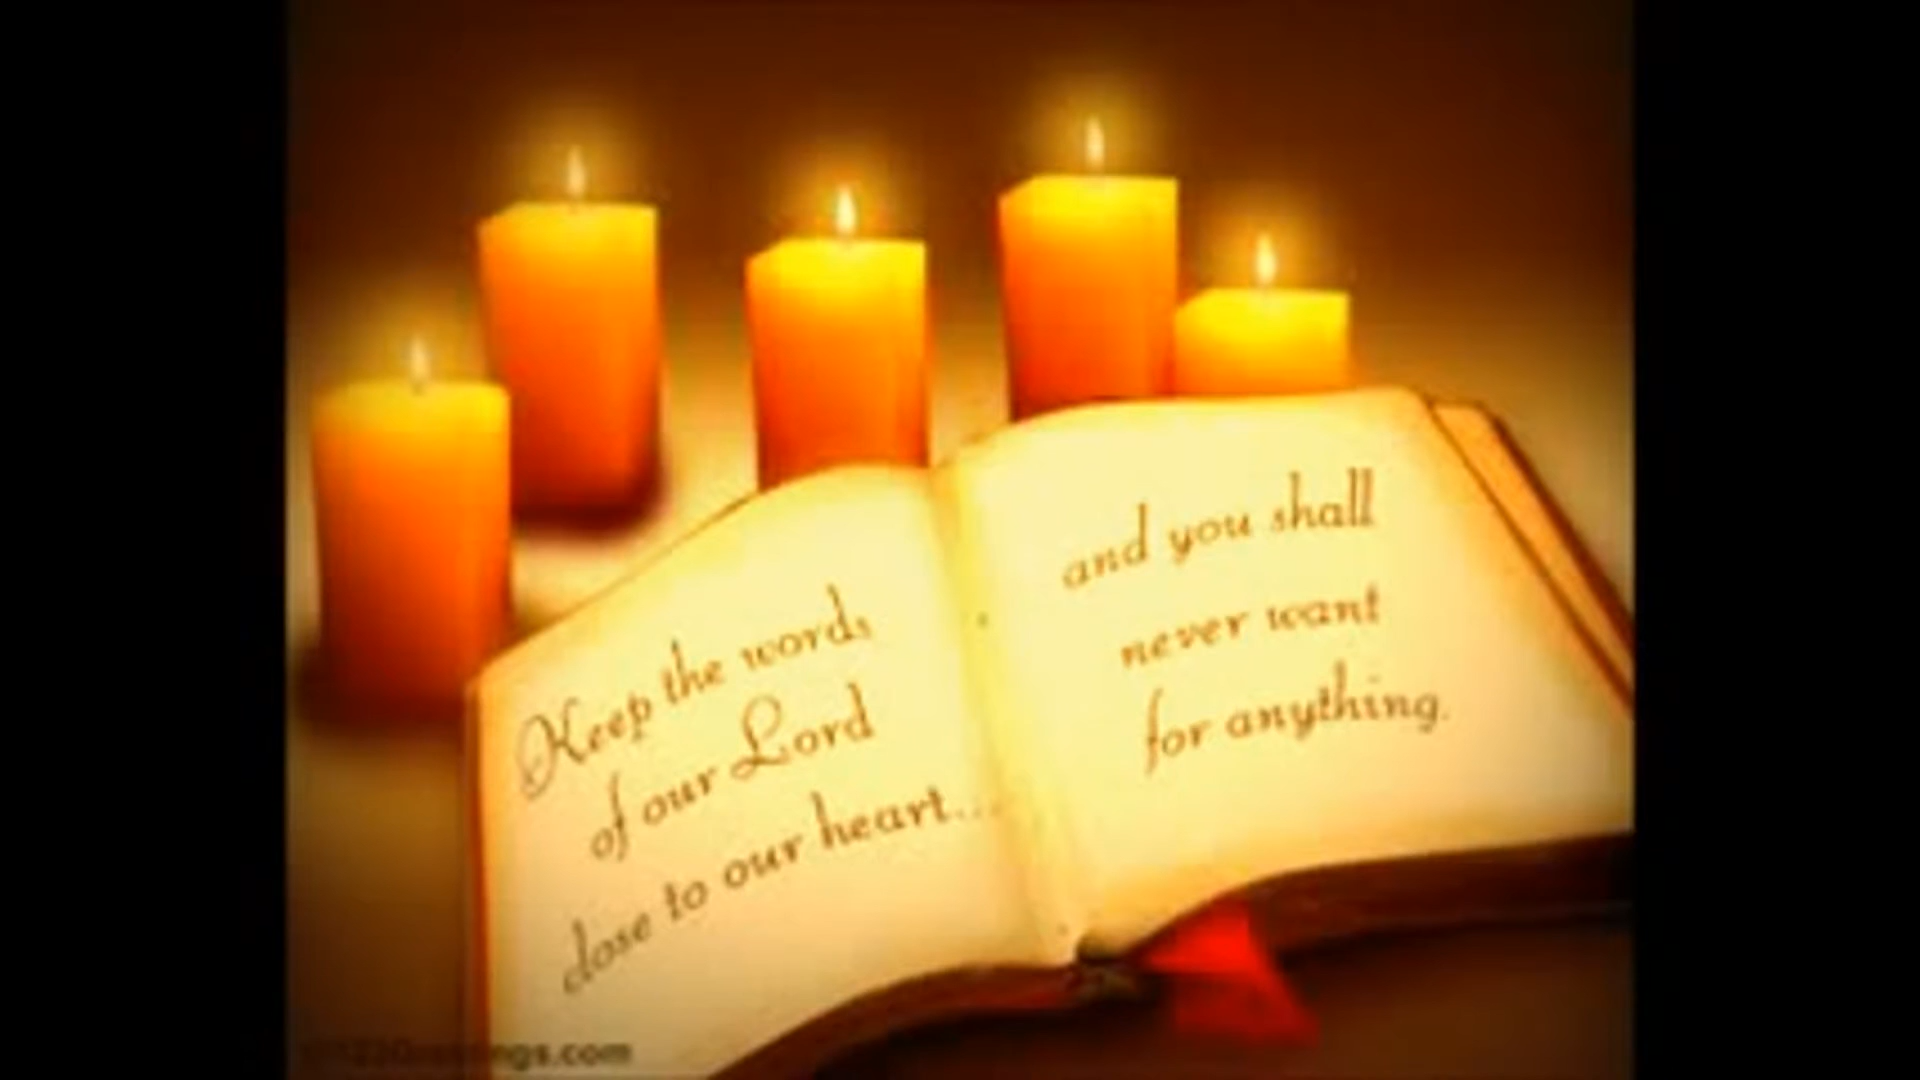 Keep the words
of our Lord
close to our heart...
and you shall
never want
for anything.